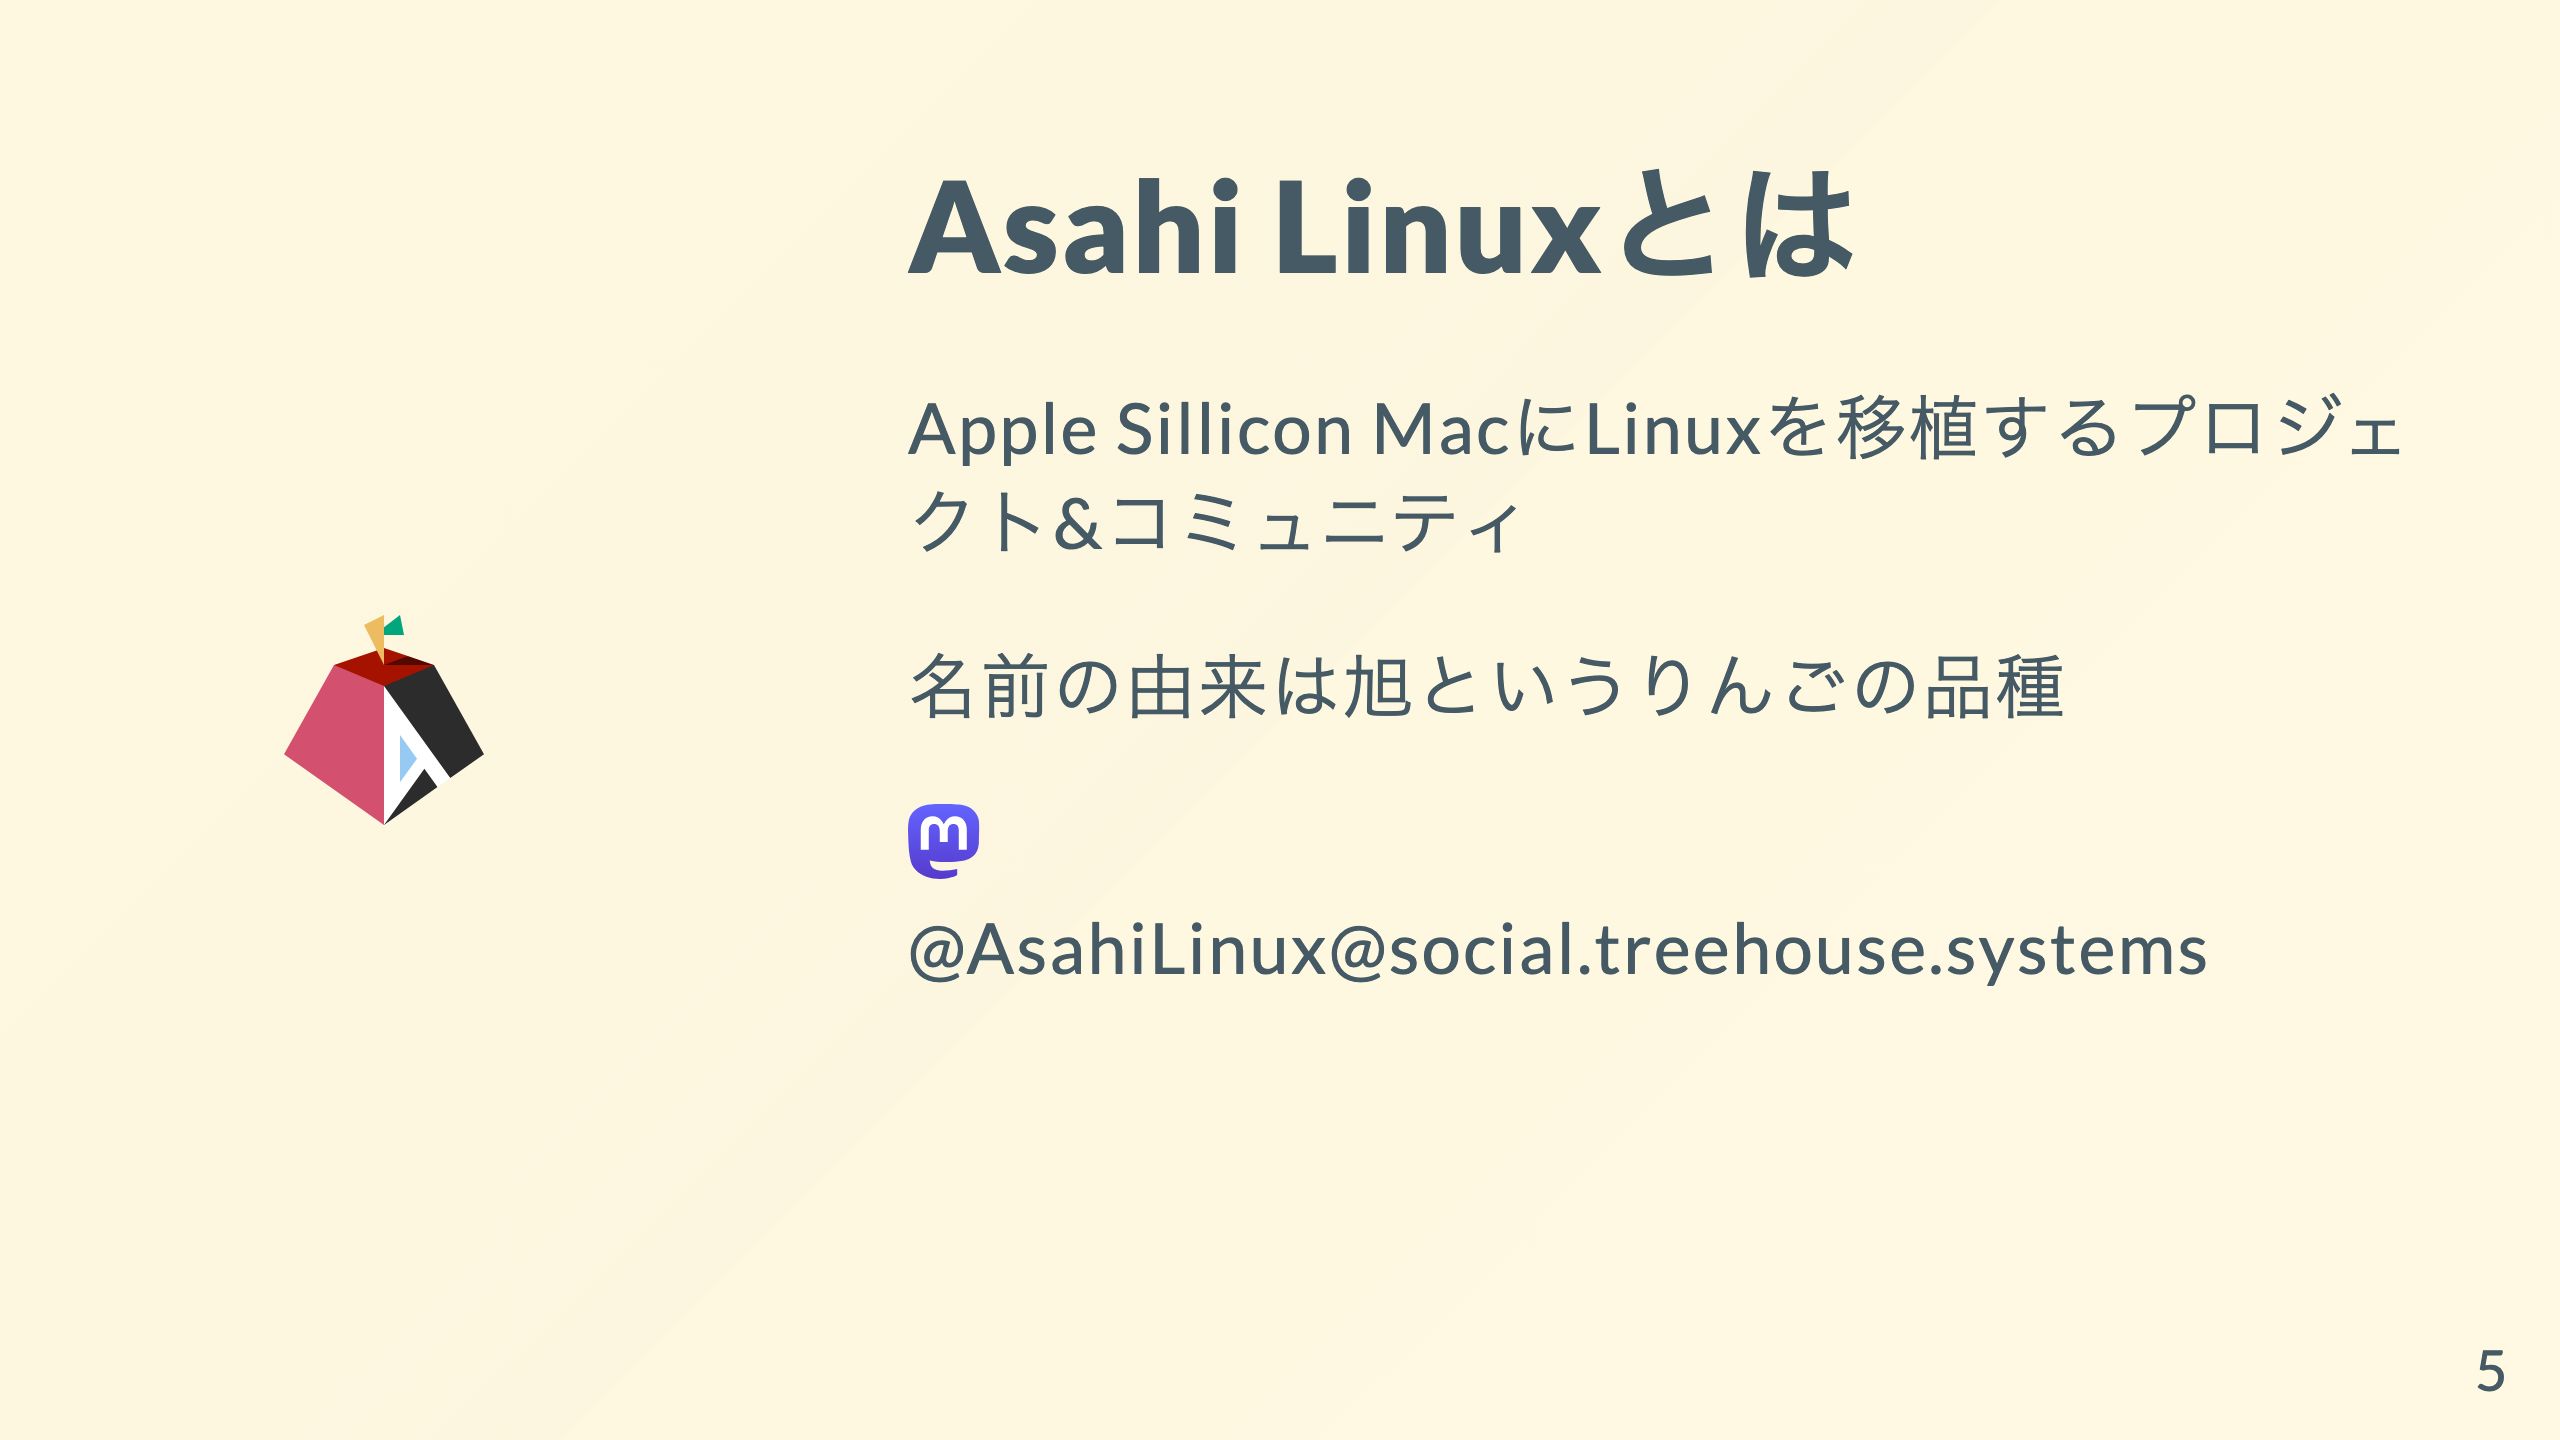 Asahi Linuxとは
Apple Sillicon MacにLinuxを移植するプロジェ
クト&コミュニティ
名前の由来は旭というりんごの品種
@AsahiLinux@social.treehouse.systems
5